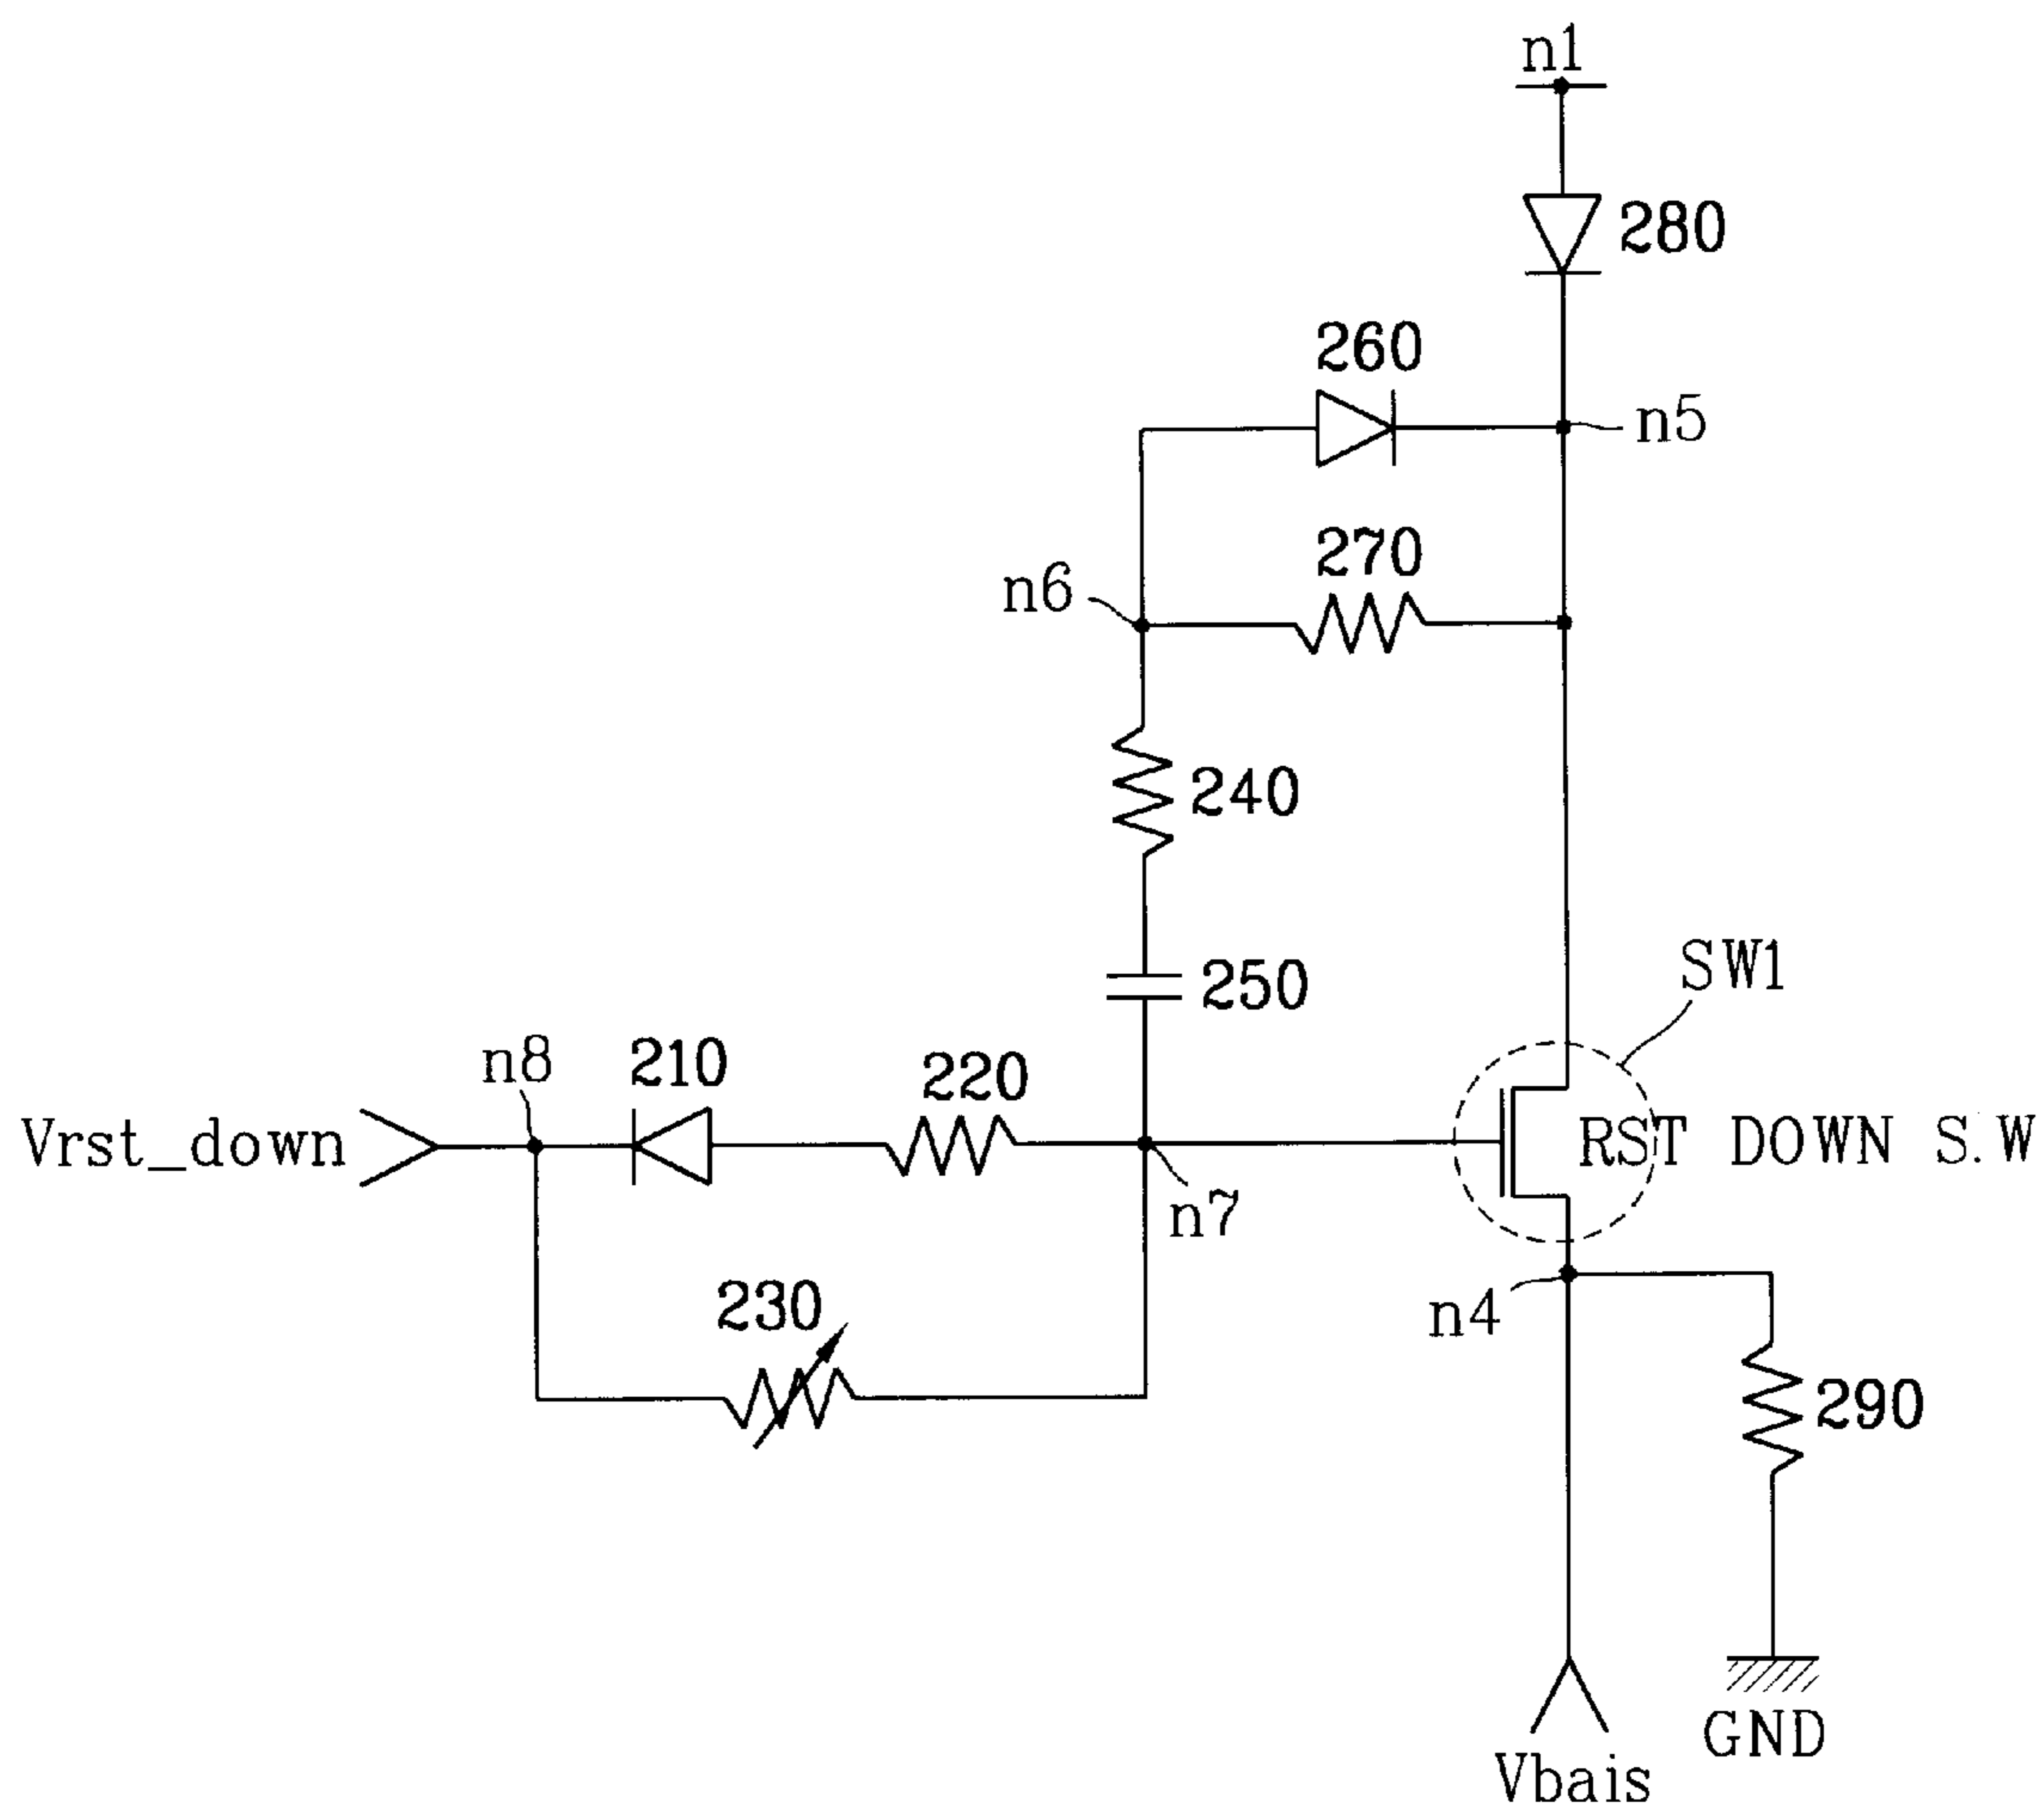 n1
280
260
n5
270
n6
240
SW1
250
n8
210
220
Vrst_down
RST DOWN S.W
n7
230
n4
290
GND
Vbais